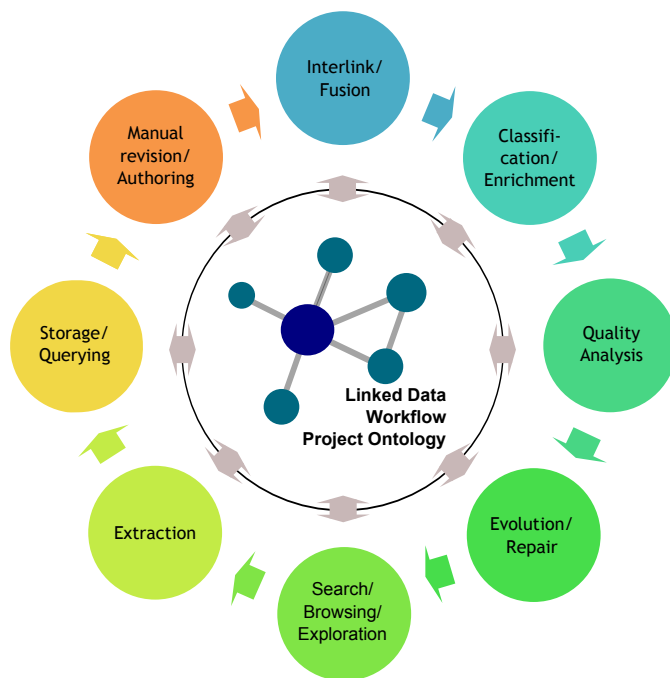 Interlink/
Fusion
Classifi-
cation/
Enrichment
Quality
Analysis
Evolution/
Repair
Search/
Browsing/
Exploration
Extraction
Storage/
Querying
Manual
revision/
Authoring
Linked Data
Workflow
Project Ontology